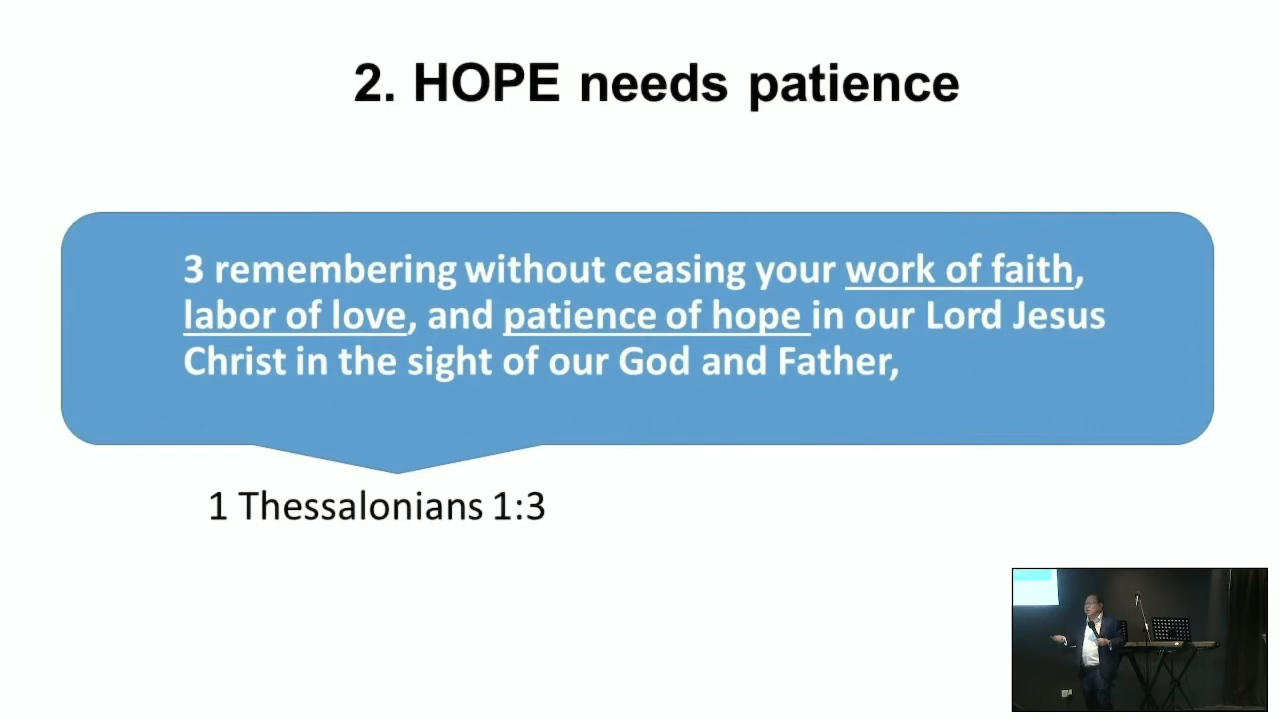 2. HOPE needs patience
3 remembering without ceasing your work of faith,
labor of love, and patience of hope in our Lord Jesus
Christ in the sight of our God and Father,
1 Thessalonians 1:3